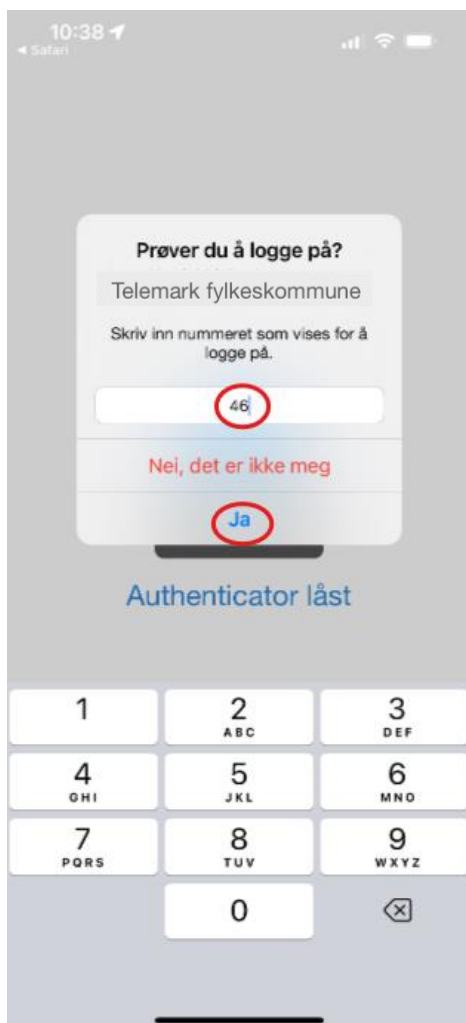 10:38
◀ Safari
Prøver du å logge på?
Telemark fylkeskommune
Skriv inn nummeret som vises for å
logge på.
46
Nei, det er ikke meg
Ja
Authenticator låst
1
2
ABC
3
DEF
4
GHI
5
JKL
6
MNO
7
PQRS
8
TUV
9
WXYZ
0